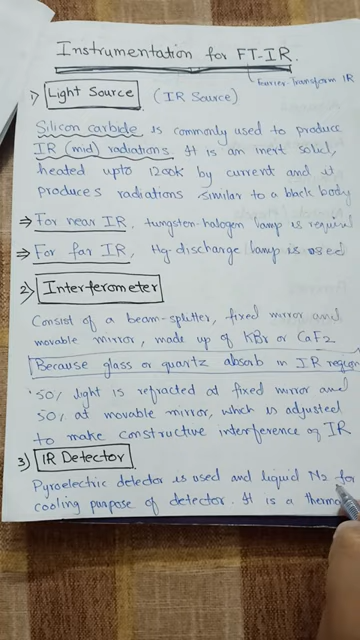 Instrumentation for FT-IR.
Fourier-Transform IR
1) Light Source (IR Source)
Silicon carbide is commonly used to produce
IR (mid) radiations. It is an inert solid,
heated upto 1200k by current and it
produces radiations similar to a black body
⇒ For near IR, tungsten-halogen lamp is
⇒ For far IR, Hg-discharge lamp is used
2) Interferometer
Consist of a beam-splitter, fixed mirror and
movable mirror, made up of KBr or CaF2
Because glass or quartz absorb in IR region
50% light is refracted at fixed mirror and
50% at movable mirror, which is adjusted
to make constructive interference of IR
3) IR Detector
Pyroelectric detector is used and liquid N2 for
cooling purpose of detector. It is a